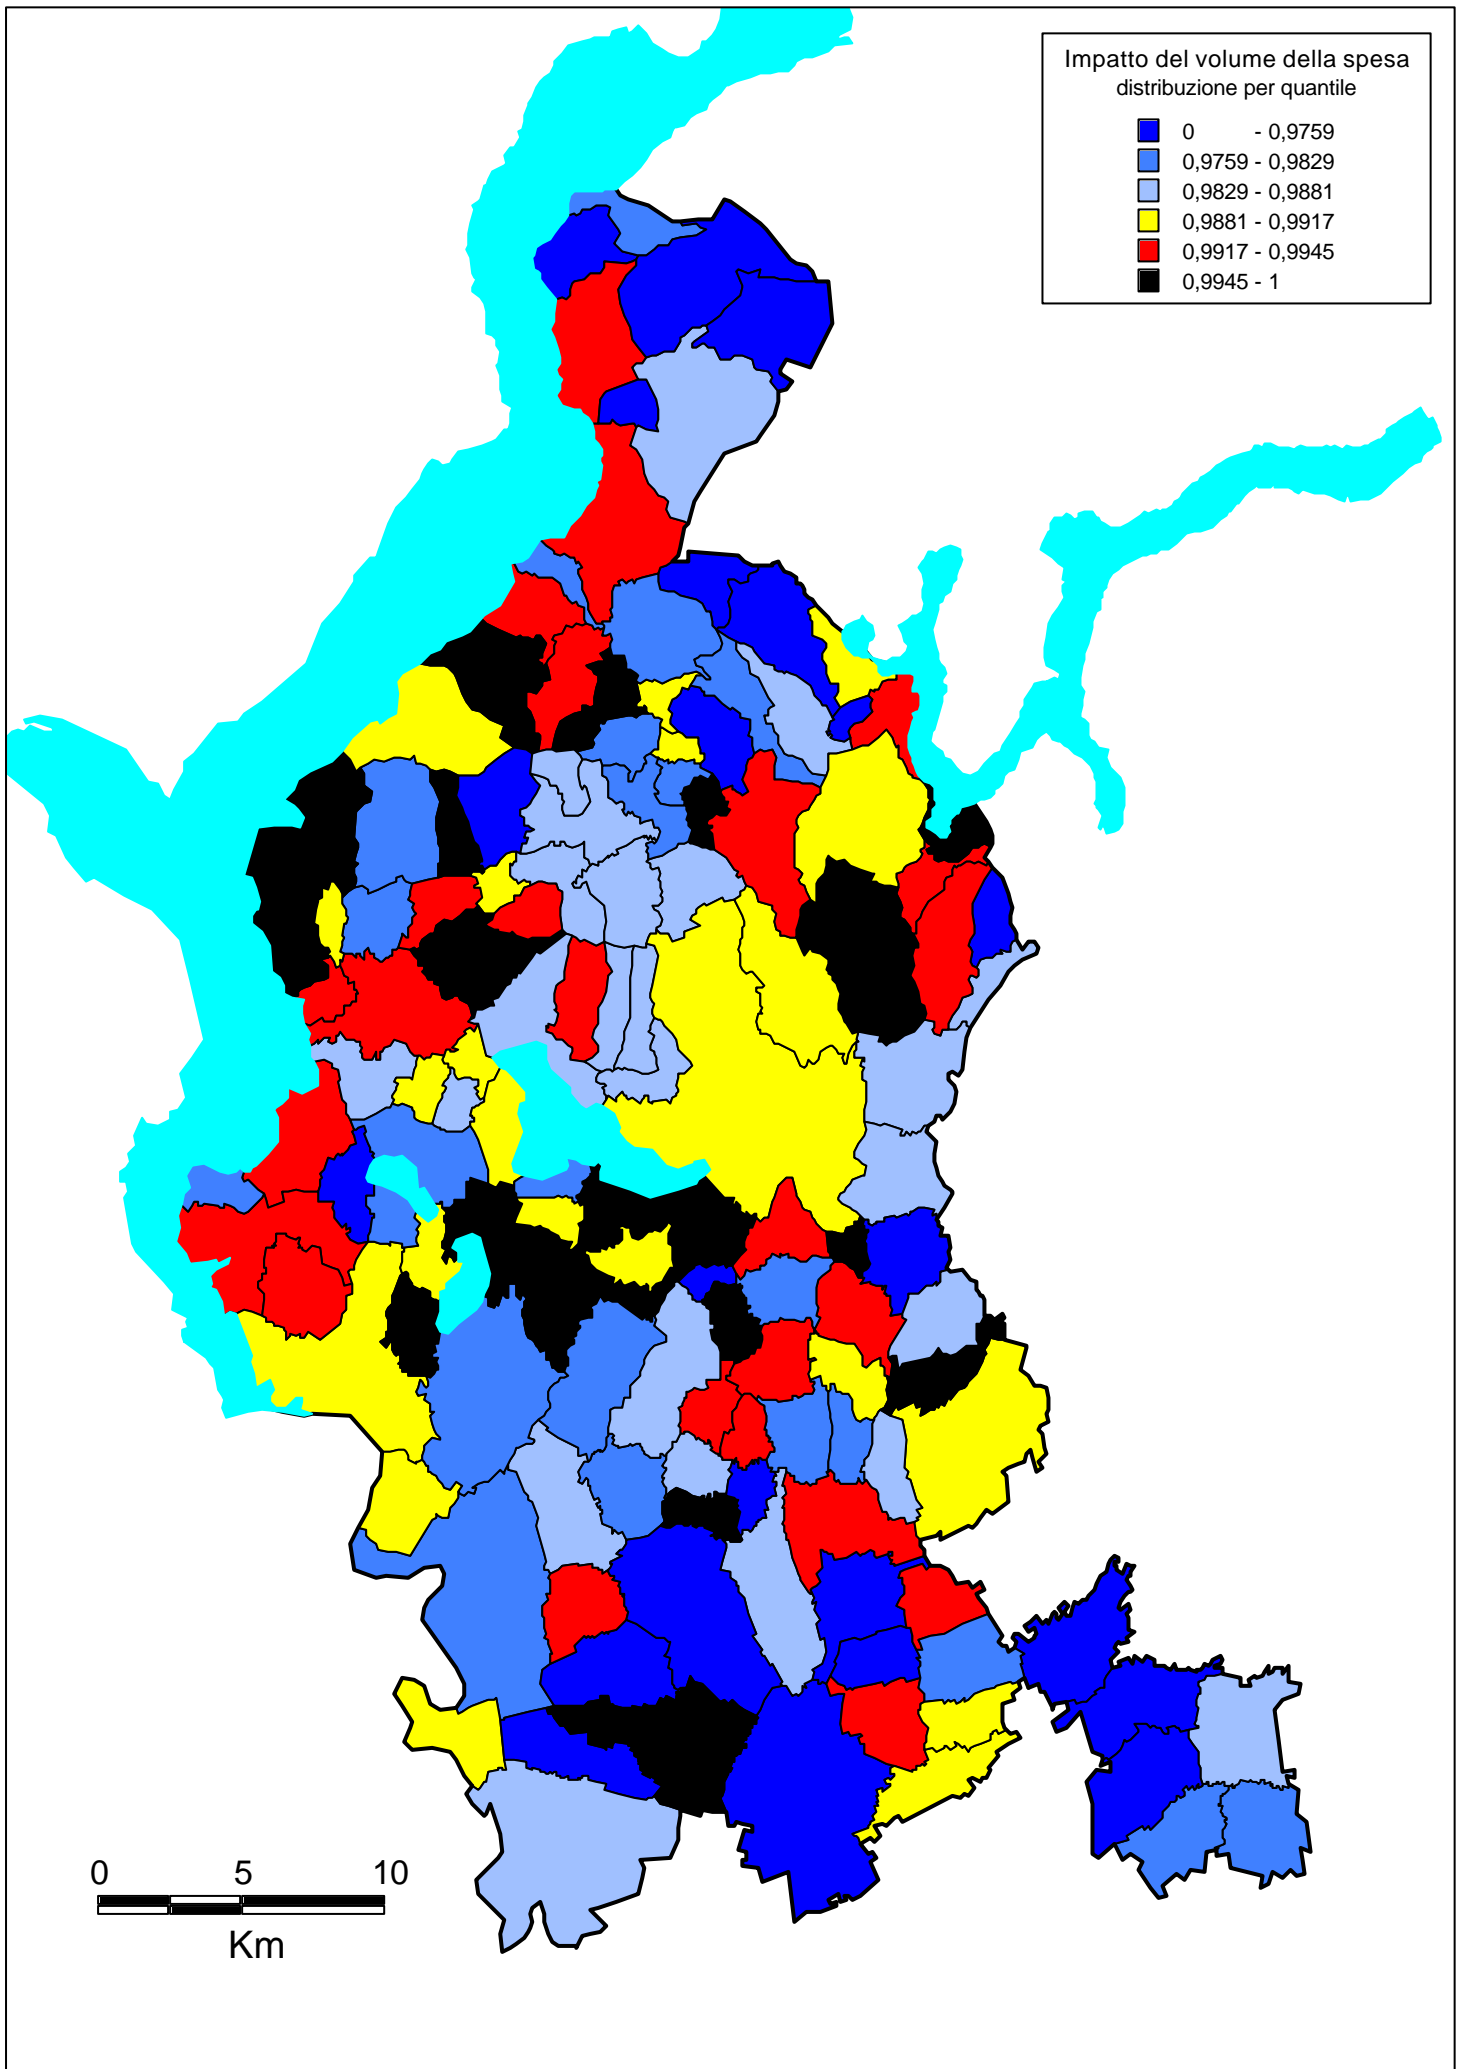 Impatto del volume della spesa
distribuzione per quantile
0 - 0,9759
0,9759 - 0,9829
0,9829 - 0,9881
0,9881 - 0,9917
0,9917 - 0,9945
0,9945 - 1
0 5 10
Km